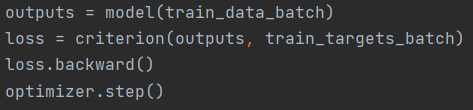 outputs = model(train_data_batch)
loss = criterion(outputs, train_targets_batch)
loss.backward()
optimizer.step()